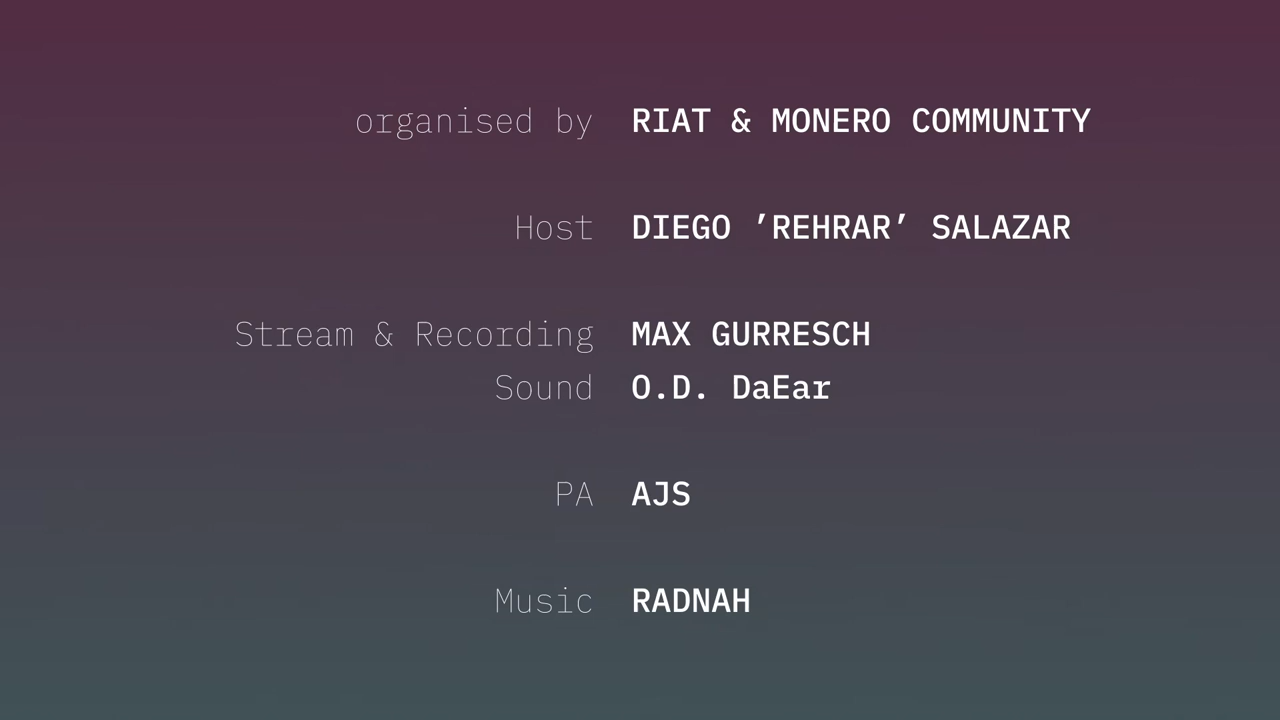 organised by RIAT & MONERO COMMUNITY
Host DIEGO ’REHRAR’ SALAZAR
Stream & Recording MAX GURRESCH
Sound O.D. DaEar
PA AJS
Music RADNAH